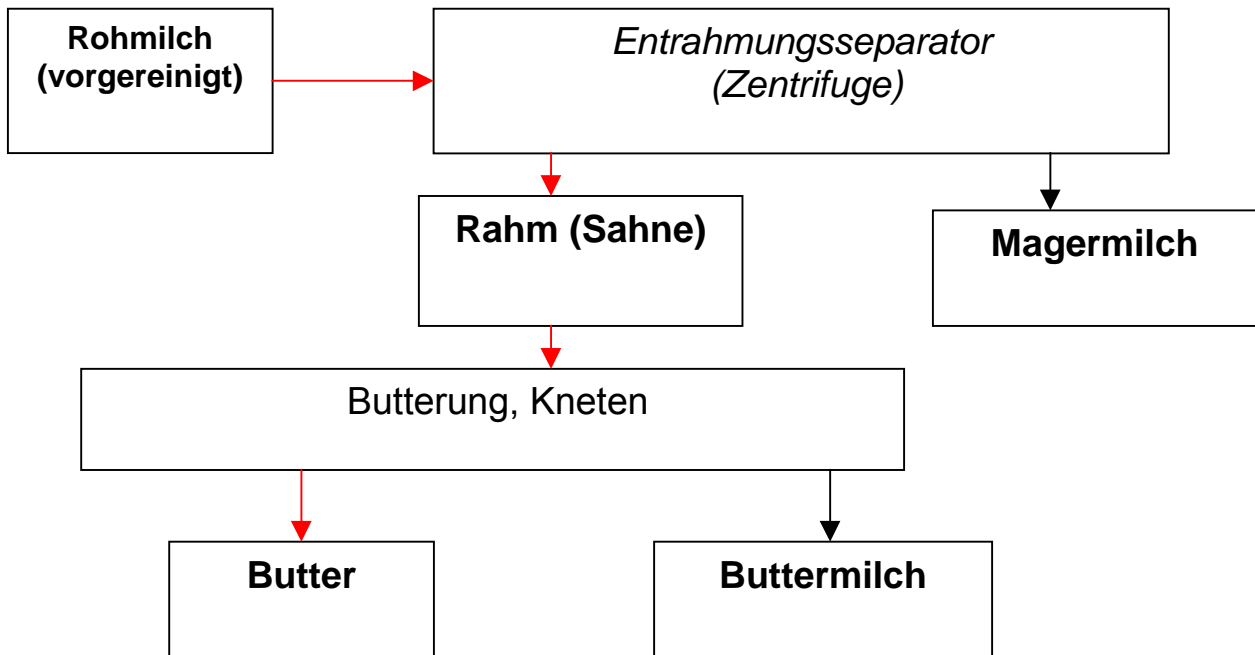 Rohmilch
(vorgereinigt)
Entrahmungsseparator
(Zentrifuge)
Rahm (Sahne)
Magermilch
Butterung, Kneten
Butter
Buttermilch